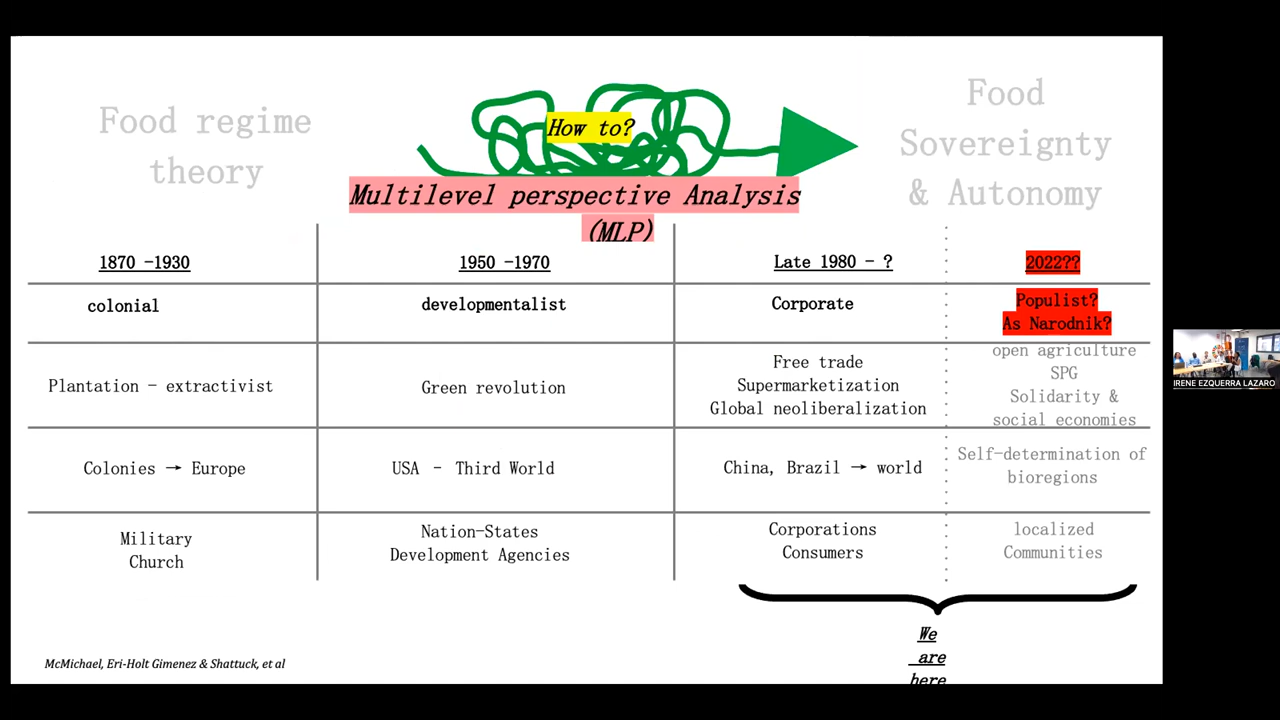 Food regime
theory
How to?
Multilevel perspective Analysis
(MLP)
Food
Sovereignty
& Autonomy
1870 -1930
1950 -1970
Late 1980 - ?
2022??
colonial
developmentalist
Corporate
Populist?
As Narodnik?
Plantation - extractivist
Green revolution
Free trade
Supermarketization
Global neoliberalization
open agriculture
SPG
Solidarity &
social economies
Colonies → Europe
USA - Third World
China, Brazil → world
Self-determination of
bioregions
Military
Church
Nation-States
Development Agencies
Corporations
Consumers
localized
Communities
We
are
here
McMichael, Eri-Holt Gimenez & Shattuck, et al
IRENE EZQUERRA LAZARO